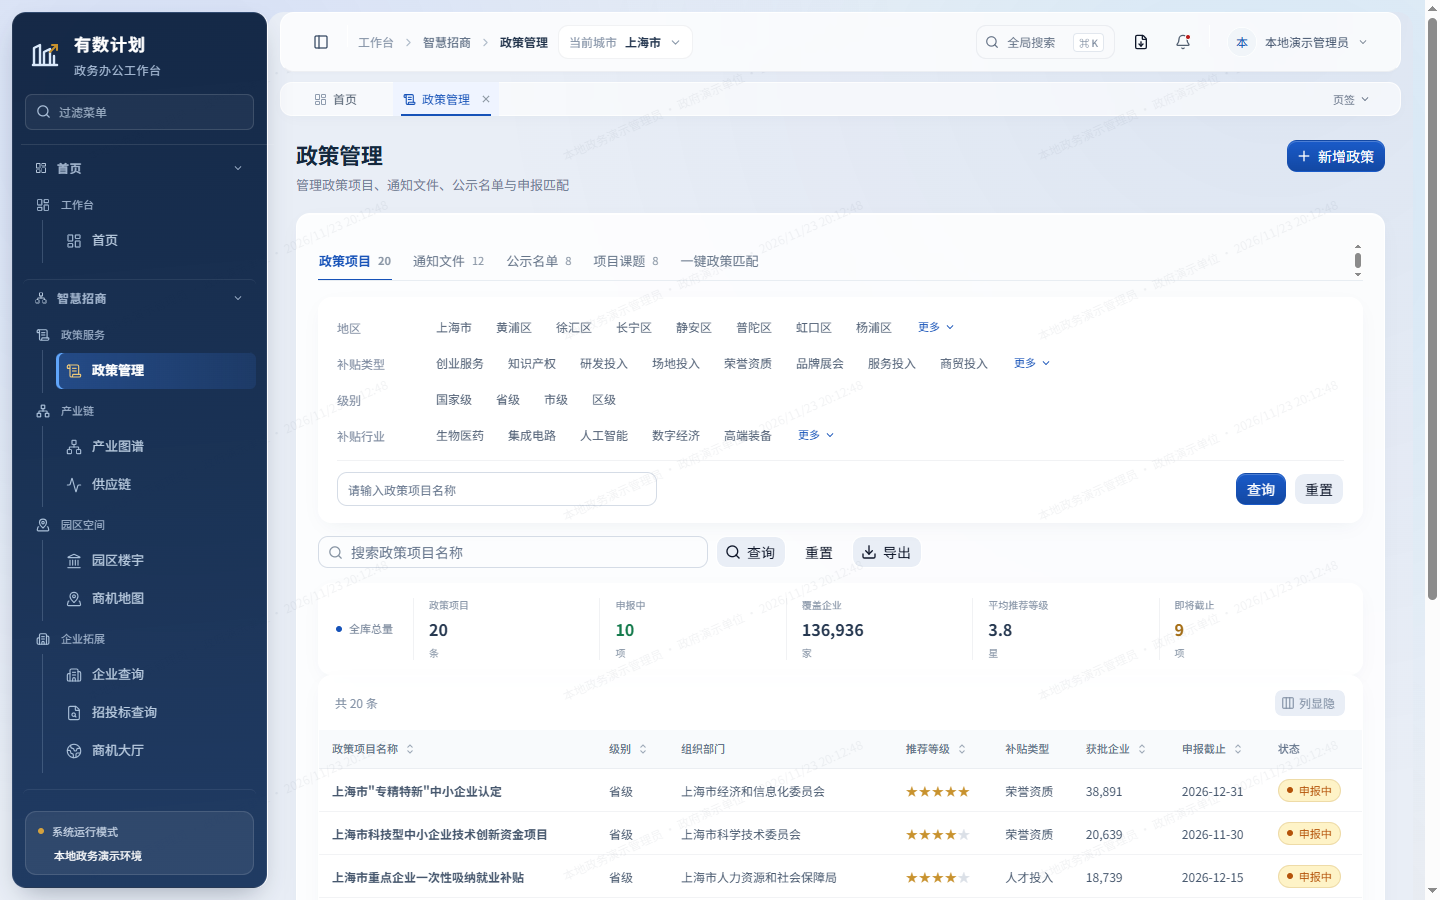 有数计划
政务办公工作台
过滤菜单
首页
工作台
首页
智慧招商
政策服务
政策管理
产业链
产业图谱
供应链
园区空间
园区楼宇
商机地图
企业拓展
企业查询
招投标查询
商机大厅
系统运行模式
本地政务演示环境
工作台 智慧招商 政策管理 当前城市 上海市 全局搜索 ⌘K 本 本地演示管理员
首页 政策管理 页签
政策管理
管理政策项目、通知文件、公示名单与申报匹配
新增政策
政策项目 20 通知文件 12 公示名单 8 项目课题 8 一键政策匹配
地区 上海市 黄浦区 徐汇区 长宁区 静安区 普陀区 虹口区 杨浦区 更多
补贴类型 创业服务 知识产权 研发投入 场地投入 荣誉资质 品牌展会 服务投入 商贸投入 更多
级别 国家级 省级 市级 区级
补贴行业 生物医药 集成电路 人工智能 数字经济 高端装备 更多
请输入政策项目名称 查询 重置
搜索政策项目名称 查询 重置 导出
全库总量
政策项目 20 条
申报中 10 项
覆盖企业 136,936 家
平均推荐等级 3.8 星
即将截止 9 项
共 20 条 列显隐
政策项目名称 级别 组织部门 推荐等级 补贴类型 获批企业 申报截止 状态
上海市"专精特新"中小企业认定 省级 上海市经济和信息化委员会 ★★★★★ 荣誉资质 38,891 2026-12-31 申报中
上海市科技型中小企业技术创新资金项目 省级 上海市科学技术委员会 ★★★★★ 荣誉资质 20,639 2026-11-30 申报中
上海市重点企业一次性吸纳就业补贴 省级 上海市人力资源和社会保障局 ★★★★★ 人才投入 18,739 2026-12-15 申报中
本地政务演示管理员 · 政府演示单位 · 2026/11/23 20:12:48